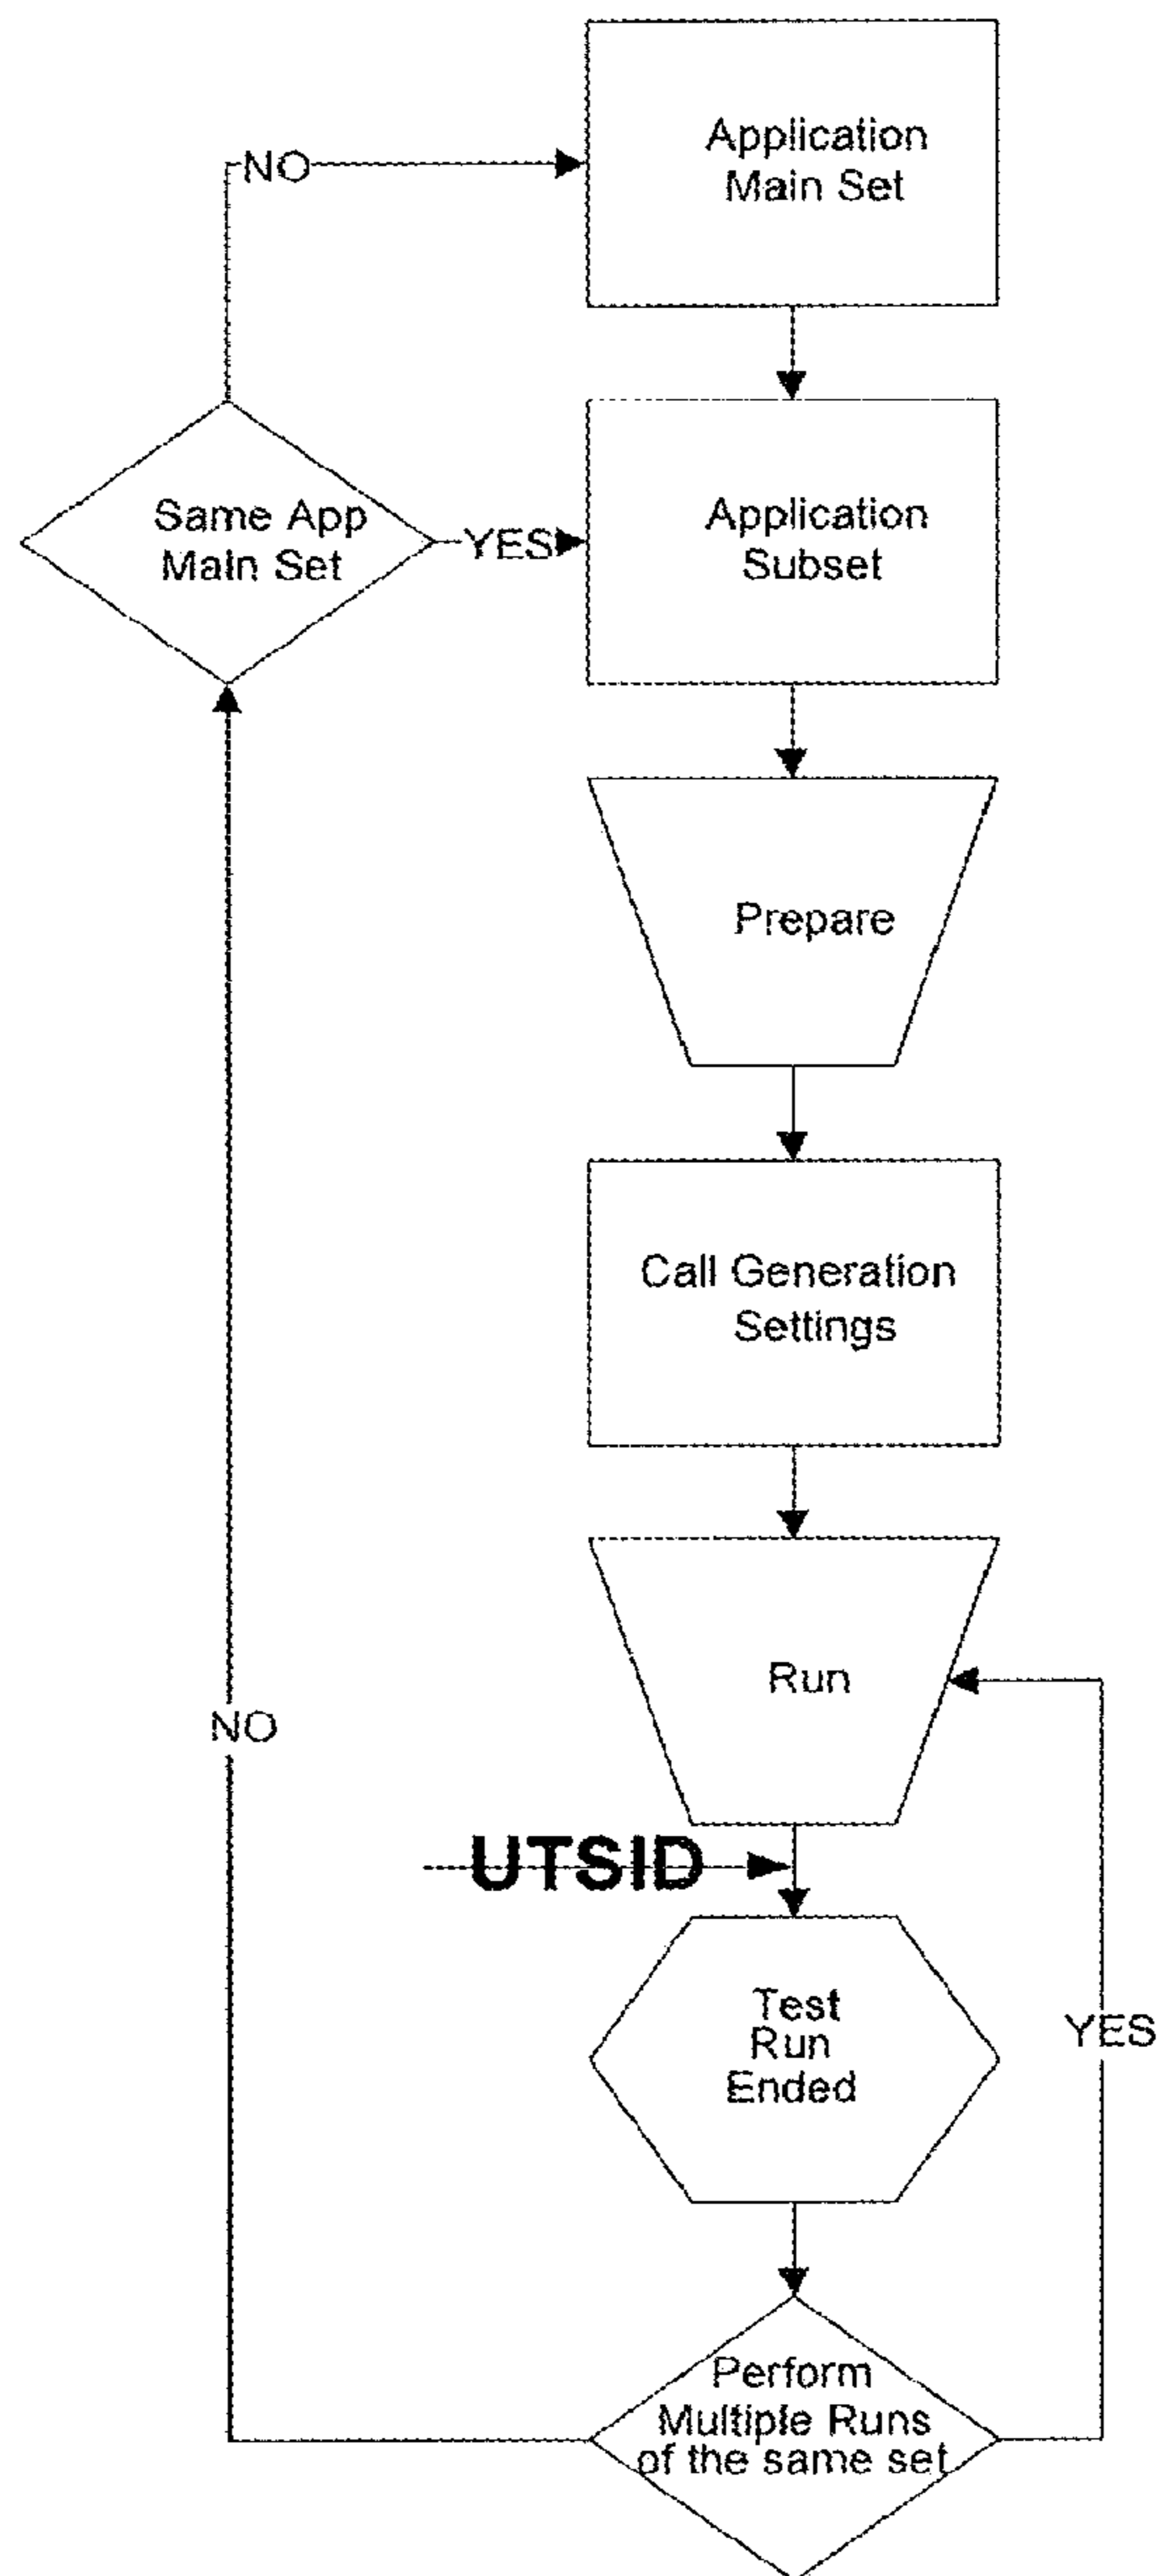 Application
Main Set
NO
Same App
Main Set
YES
Application
Subset
Prepare
Call Generation
Settings
Run
NO
UTSID
Test
Run
Ended
YES
Perform
Multiple Runs
of the same set